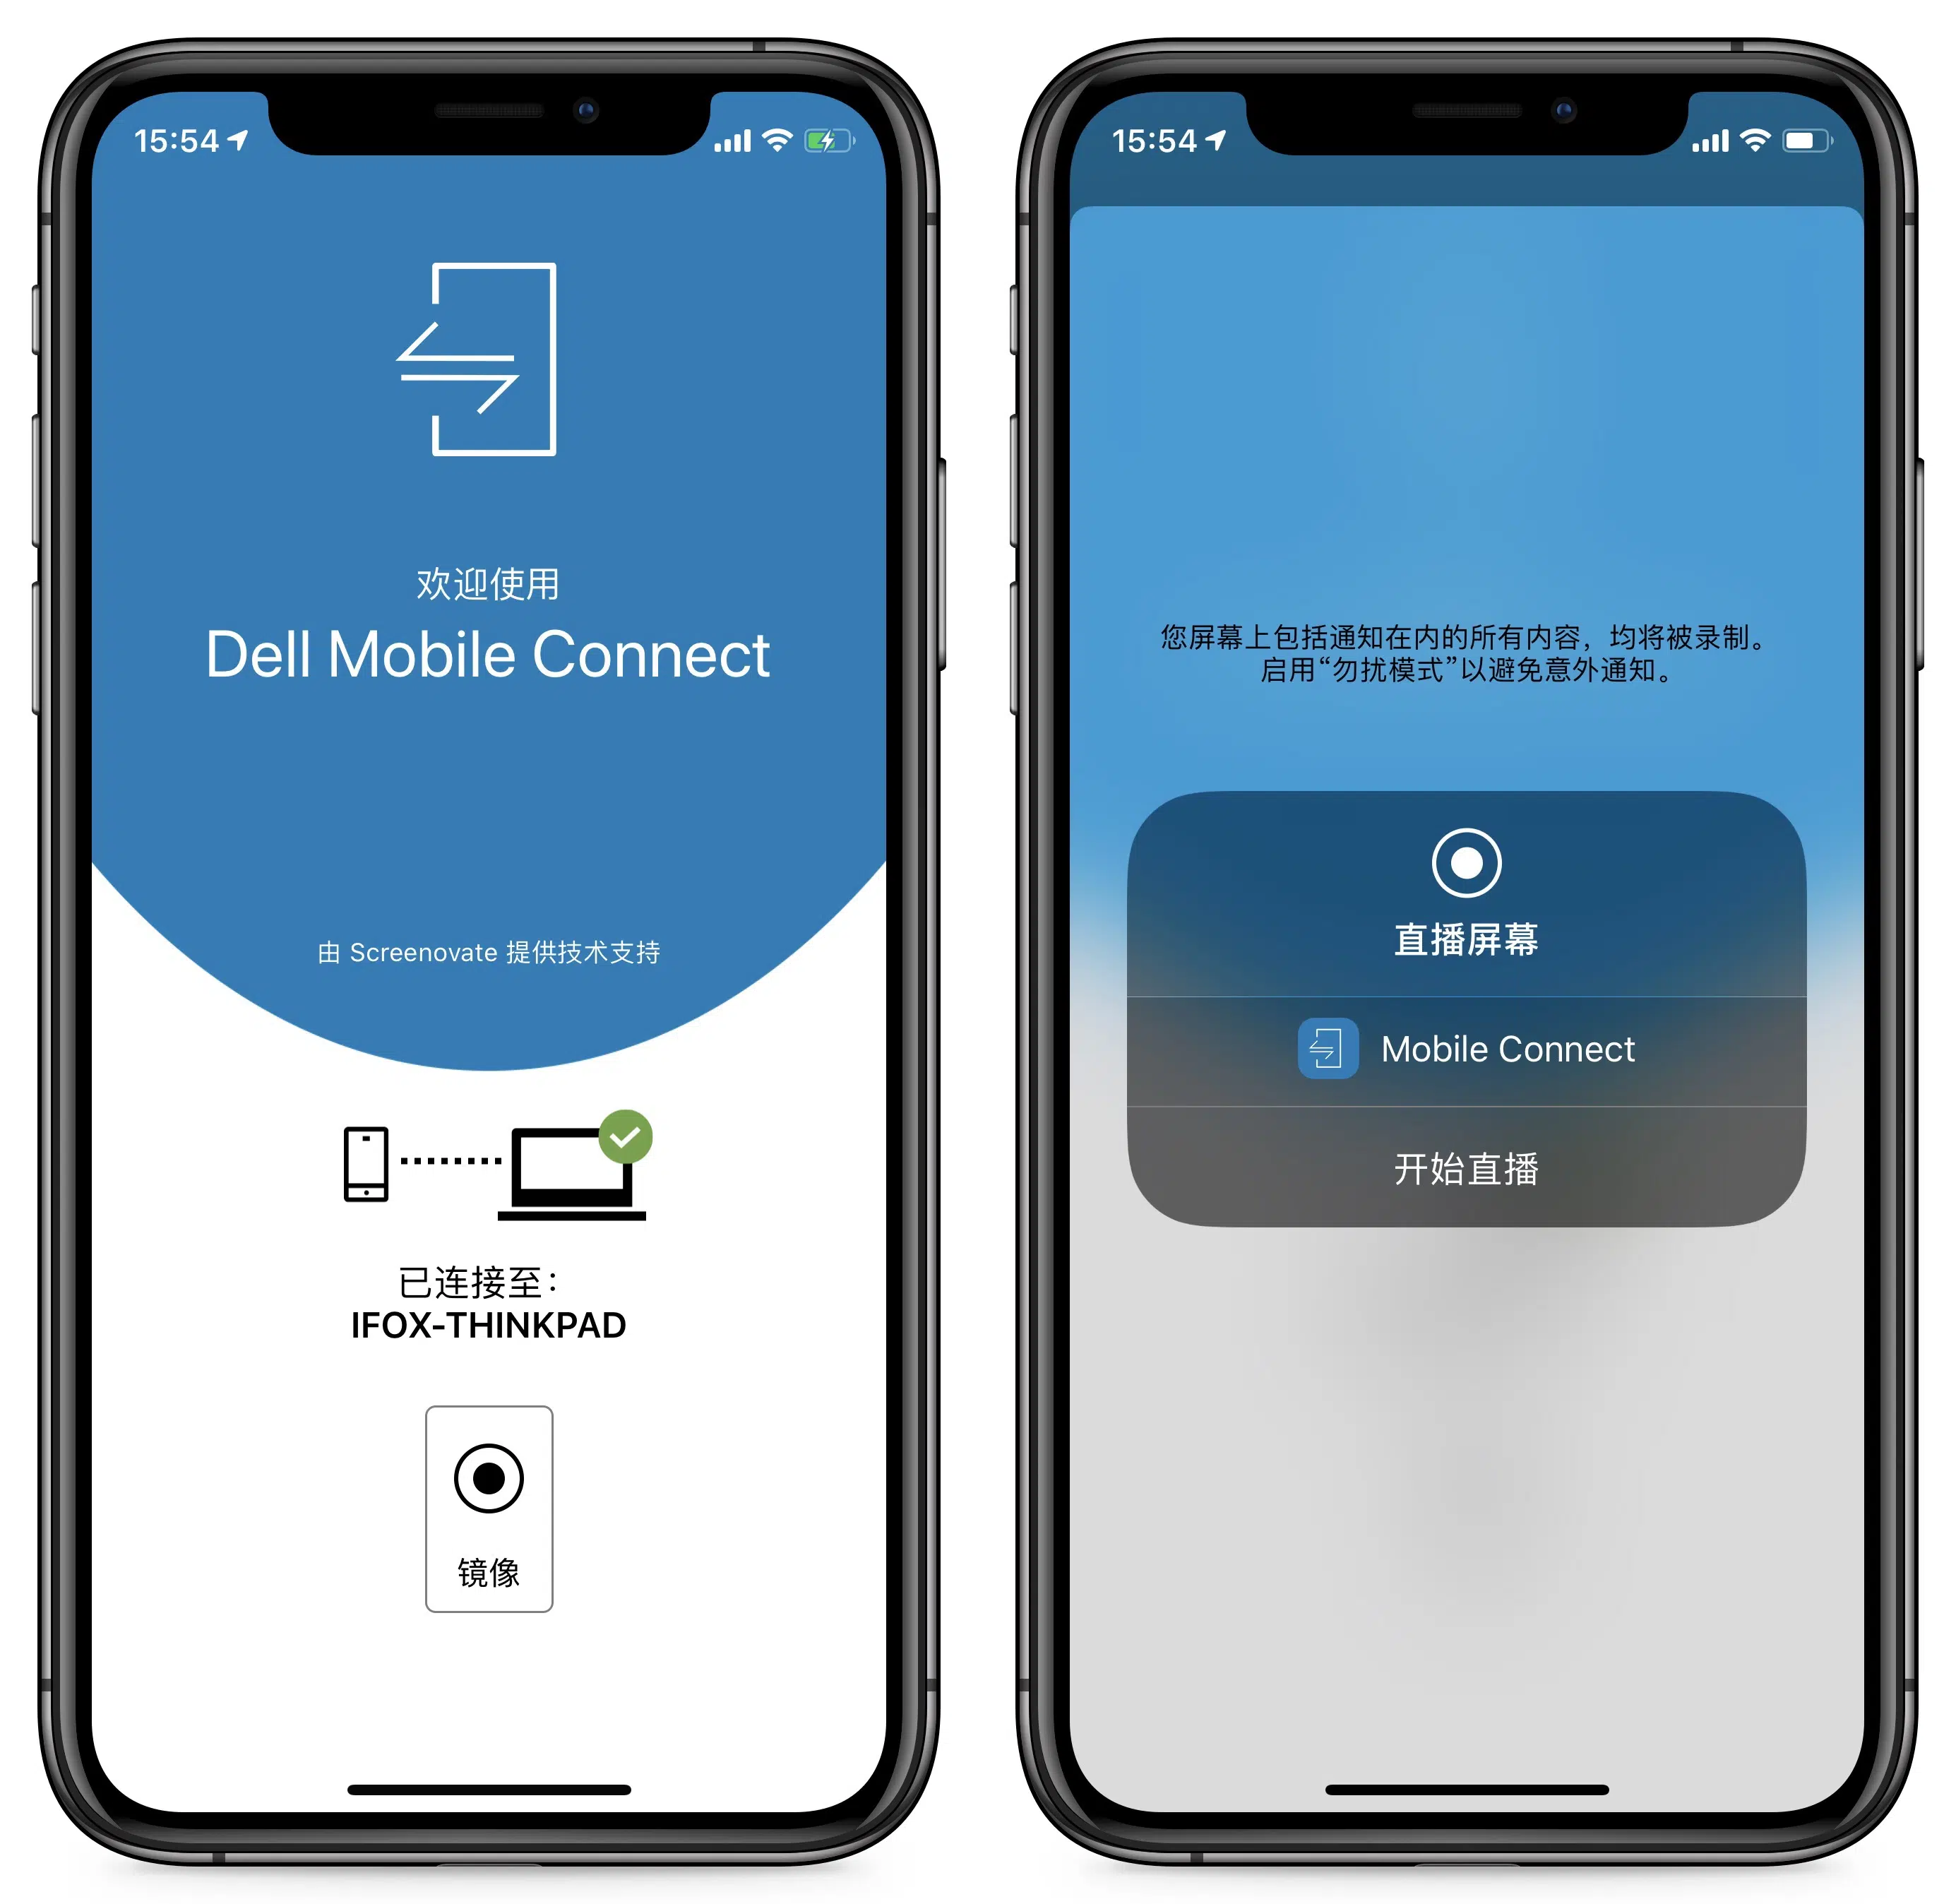 15:54
欢迎使用
Dell Mobile Connect
由 Screenovate 提供技术支持
已连接至：
IFOX-THINKPAD
镜像
15:54
您屏幕上包括通知在内的所有内容，均将被录制。
启用“勿扰模式”以避免意外通知。
直播屏幕
Mobile Connect
开始直播